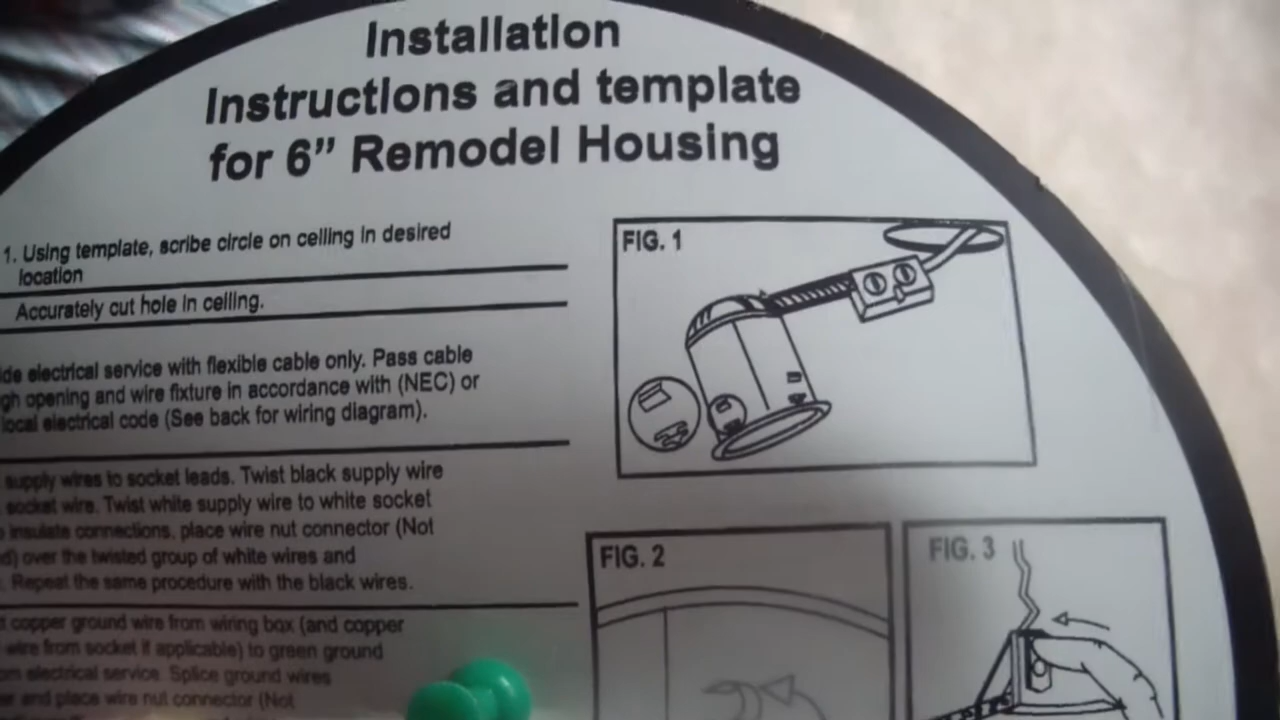 Installation
Instructions and template
for 6” Remodel Housing
1. Using template, scribe circle on ceiling in desired
location
Accurately cut hole in ceiling.
electrical service with flexible cable only. Pass cable
opening and wire fixture in accordance with (NEC) or
local electrical code (See back for wiring diagram).
supply wires to socket leads. Twist black supply wire
socket wire. Twist white supply wire to white socket
insulate connections, place wire nut connector (Not
over the twisted group of white wires and
. Repeat the same procedure with the black wires.
copper ground wire from wiring box (and copper
wire from socket if applicable) to green ground
electrical service. Splice ground wires
and place wire nut connector (Not
FIG. 1
FIG. 2
FIG. 3